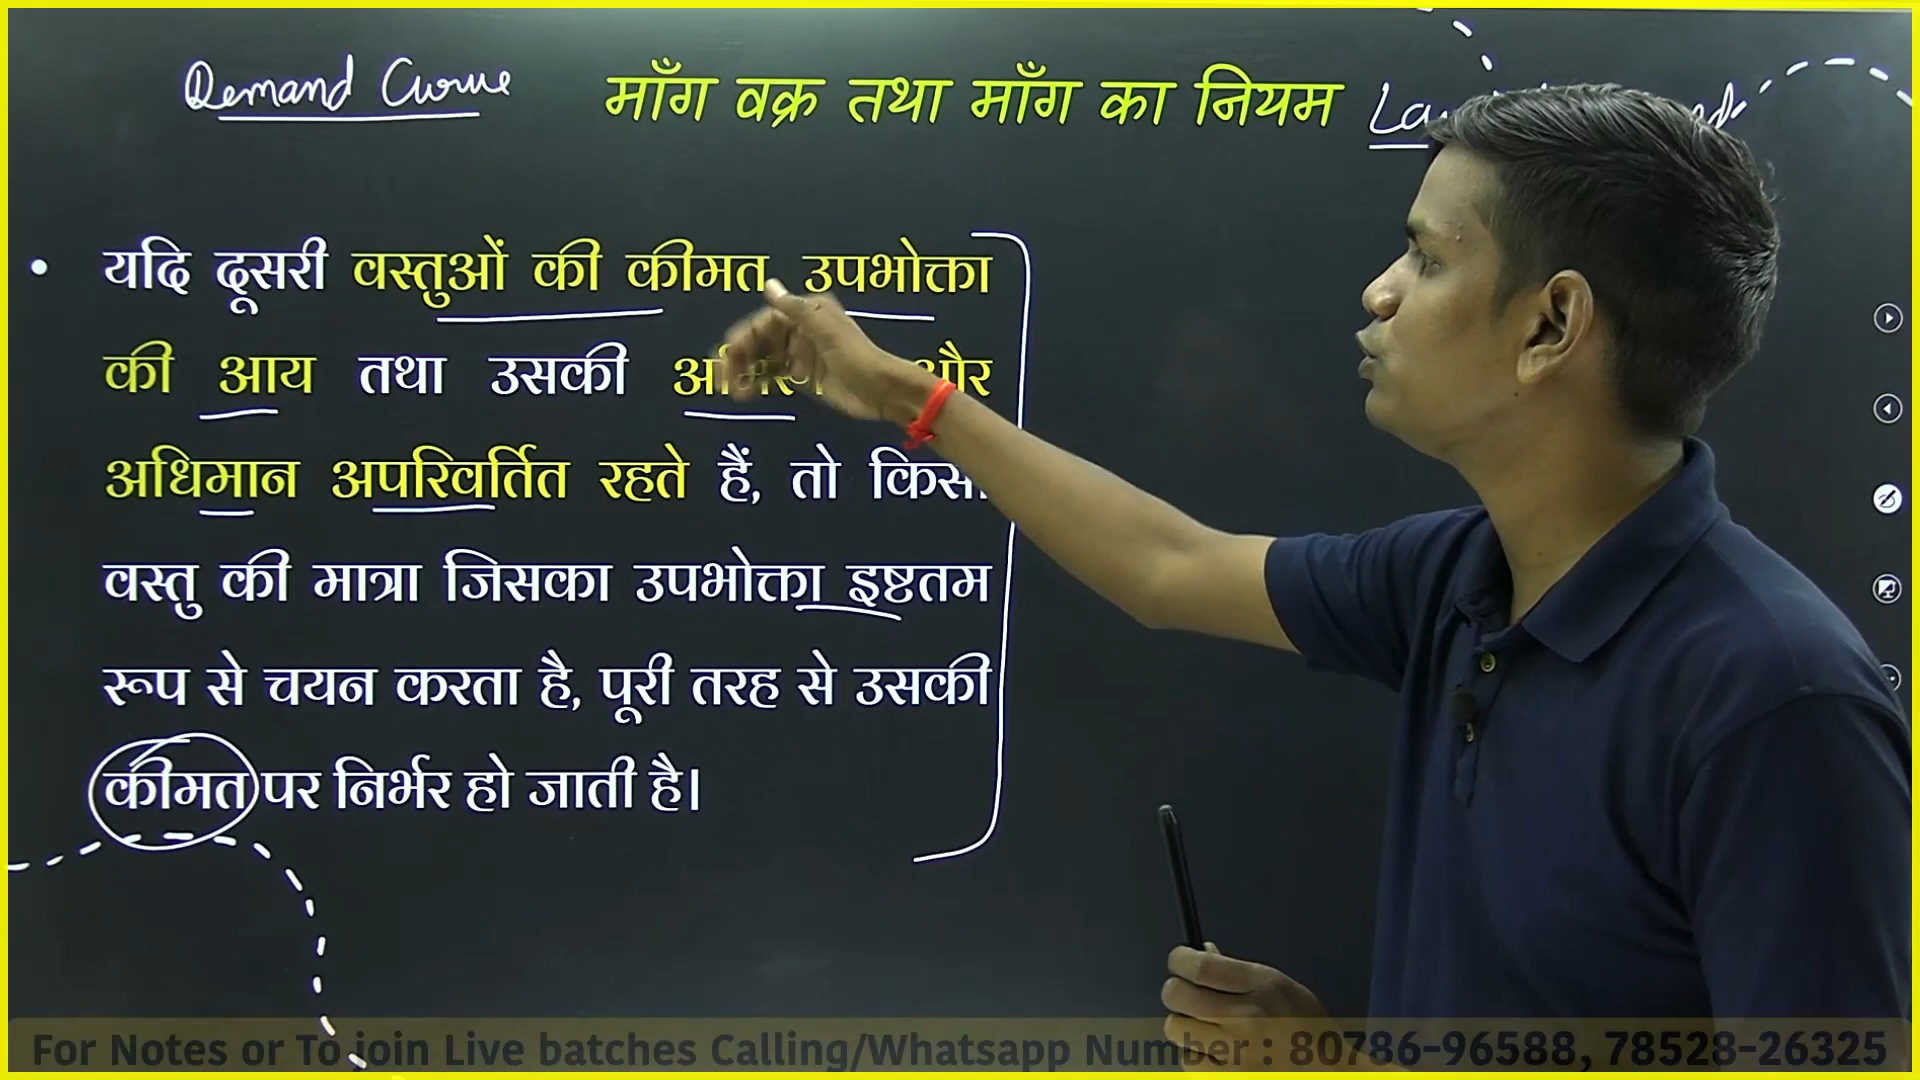 Demand Curve माँग वक्र तथा माँग का नियम
• यदि दूसरी वस्तुओं की कीमत उपभोक्ता
की आय तथा उसकी और
अधिमान अपरिवर्तित रहते हैं, तो
वस्तु की मात्रा जिसका उपभोक्ता इष्टतम
रूप से चयन करता है, पूरी तरह से उसकी
कीमत पर निर्भर हो जाती है।
For Notes or To join Live batches Calling/Whatsapp Number : 80786-96588, 78528-26325